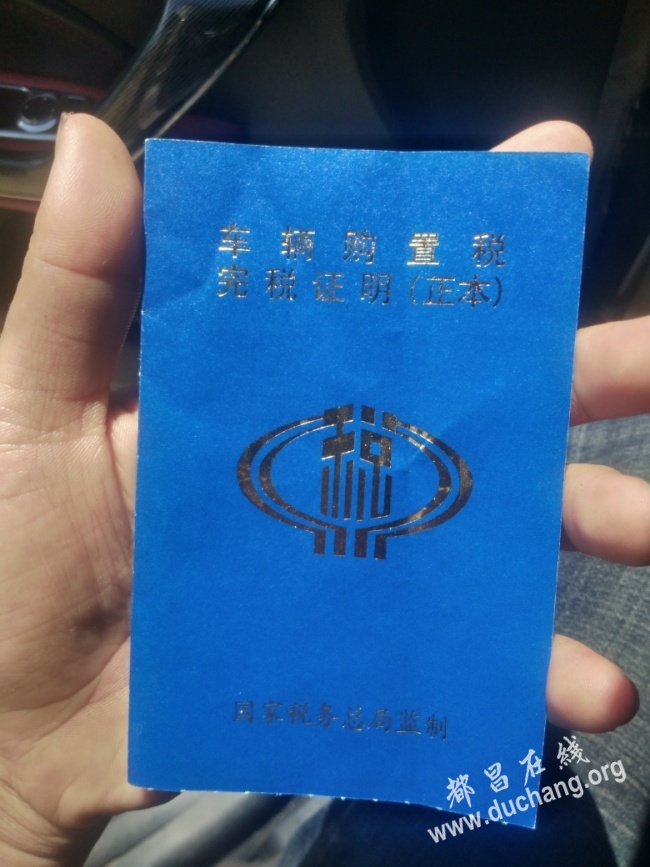 车辆购置税
完税证明(正本)
税
国家税务总局监制
都昌在线
www.duchang.org